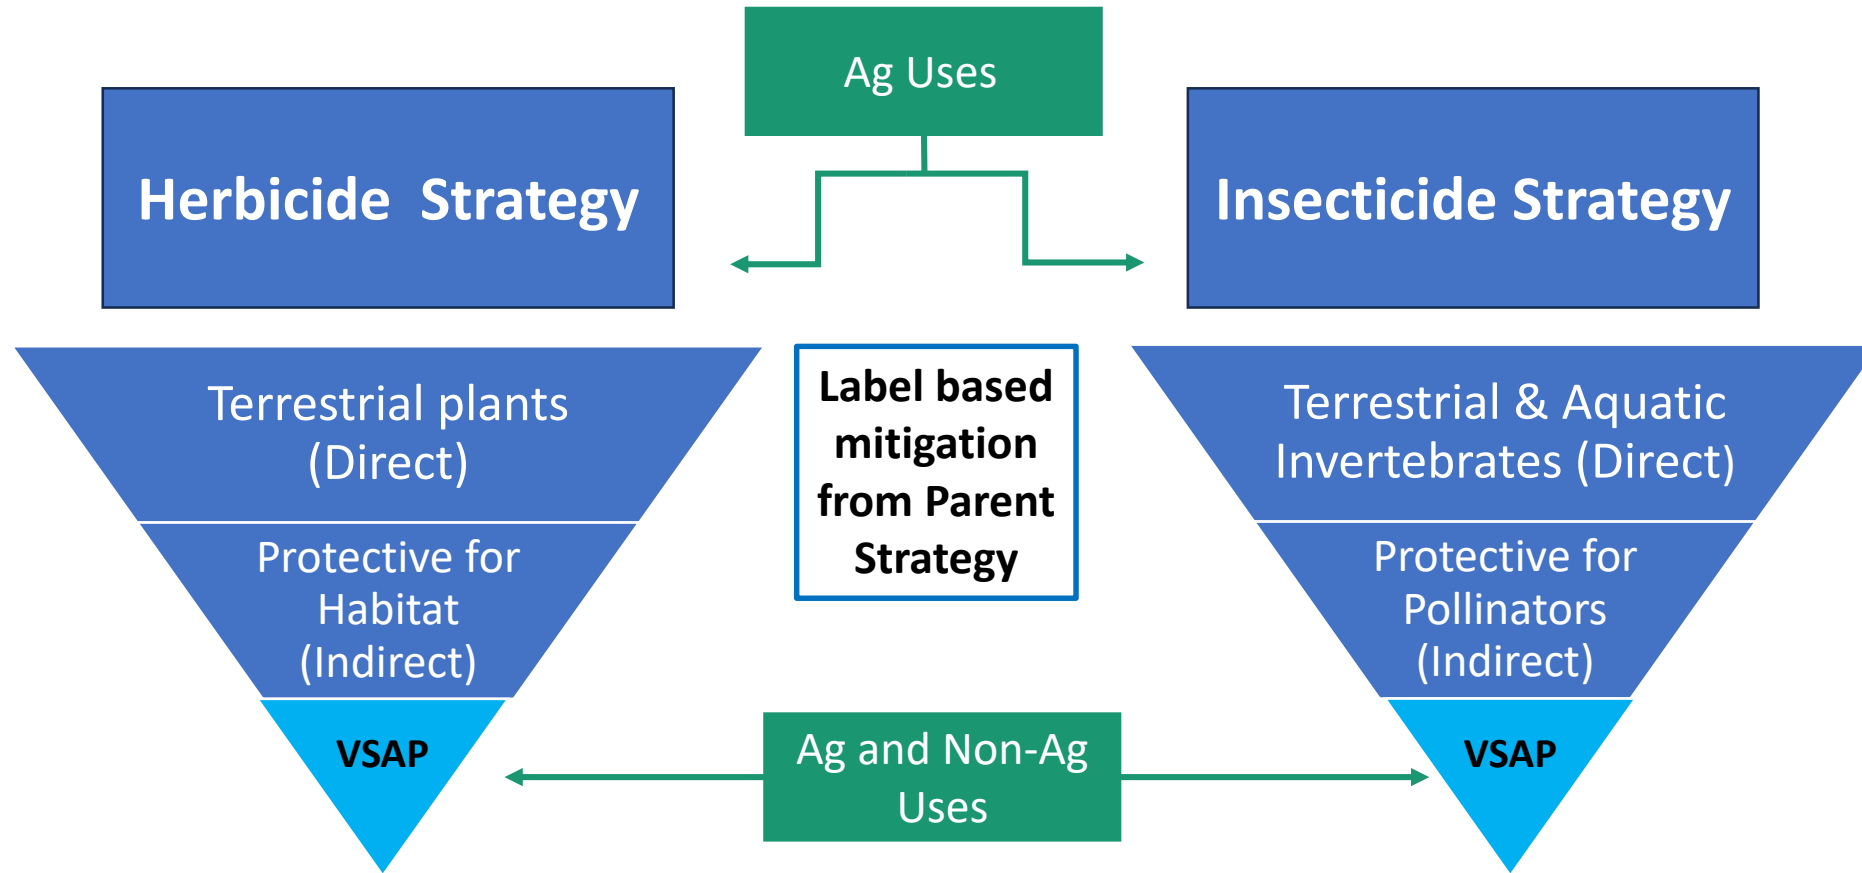 Ag Uses
Herbicide  Strategy
Insecticide Strategy
Terrestrial plants
(Direct)
Protective for
Habitat
(Indirect)
VSAP
Label based
mitigation
from Parent
Strategy
Terrestrial & Aquatic
Invertebrates (Direct)
Protective for
Pollinators
(Indirect)
VSAP
Ag and Non-Ag
Uses